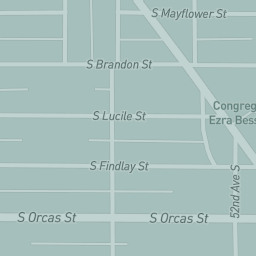 S Mayflower St
S Brandon St
Congreg
Ezra Bess
S Lucile St
S Findlay St
52nd Ave S
S Orcas St
S Orcas St